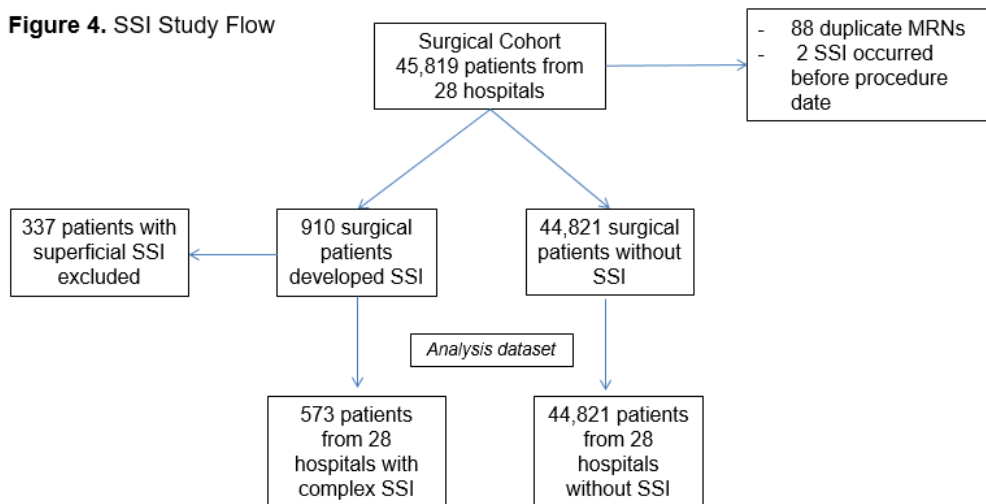 Figure 4. SSI Study Flow
Surgical Cohort
45,819 patients from
28 hospitals
- 88 duplicate MRNs
- 2 SSI occurred
before procedure
date
337 patients with
superficial SSI
excluded
910 surgical
patients
developed SSI
44,821 surgical
patients without
SSI
Analysis dataset
573 patients
from 28
hospitals with
complex SSI
44,821 patients
from 28
hospitals
without SSI